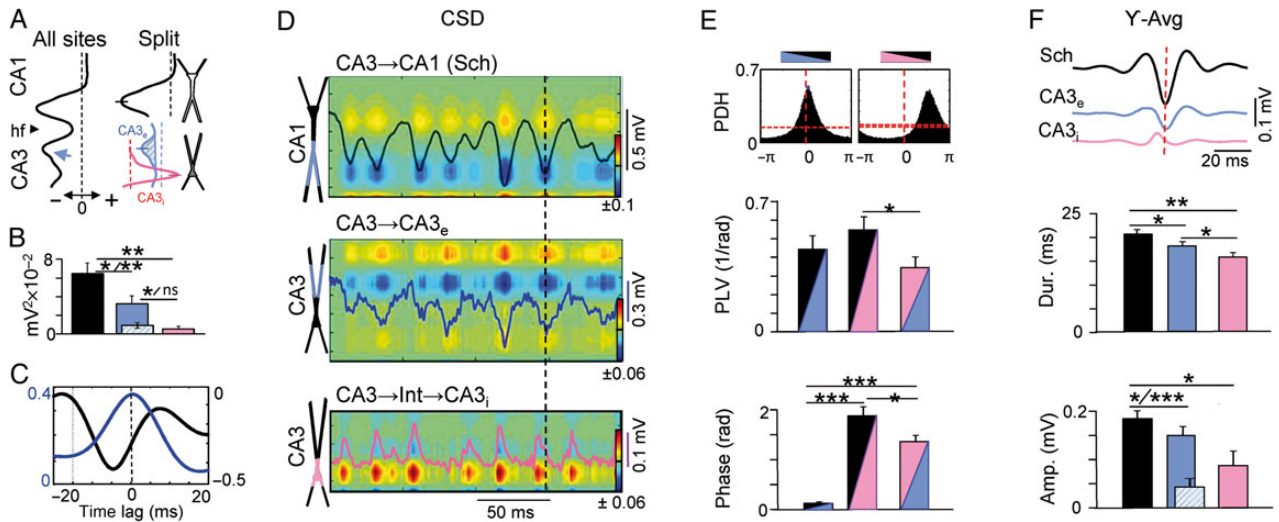 A
All sites
Split
CA1
hf
CA3
CA3e
CA3i
− 0 +
B
mV²×10⁻²
8
0
**
*/**
*/ns
C
0.4
0
0
−0.5
−20 0 20
Time lag (ms)
D
CSD
CA3→CA1 (Sch)
CA1
0.5 mV
±0.1
CA3→CA3e
CA3
0.3 mV
±0.06
CA3→Int→CA3i
CA3
0.1 mV
± 0.06
50 ms
E
PDH
0.7
0
−π 0 π
−π 0 π
PLV (1/rad)
0.7
0
*
Phase (rad)
2
0
***
***
*
F
Y-Avg
Sch
CA3e
CA3i
0.1 mV
20 ms
Dur. (ms)
25
0
**
*
*
Amp. (mV)
0.2
0
*
*/***